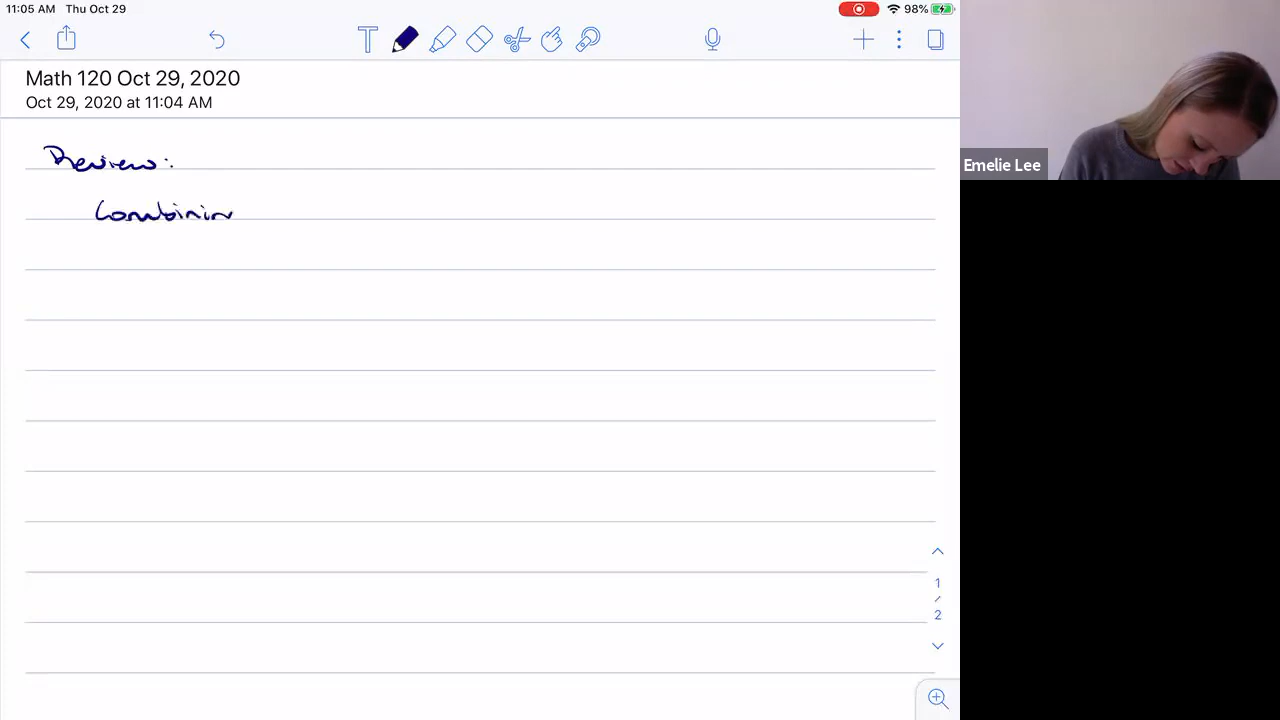 11:05 AM Thu Oct 29
98%
T
Math 120 Oct 29, 2020
Oct 29, 2020 at 11:04 AM
Review:
Combinin
Emelie Lee
1
/
2